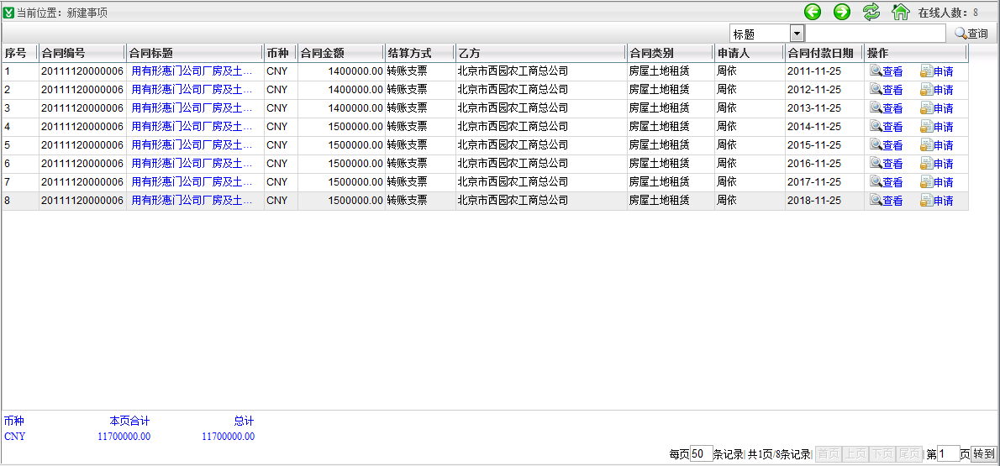 当前位置：新建事项 在线人数：8
标题 查询
序号 合同编号 合同标题 币种 合同金额 结算方式 乙方 合同类别 申请人 合同付款日期 操作
1 20111120000006 用有形惠门公司厂房及土... CNY 1400000.00 转账支票 北京市西园农工商总公司 房屋土地租赁 周依 2011-11-25 查看 申请
2 20111120000006 用有形惠门公司厂房及土... CNY 1400000.00 转账支票 北京市西园农工商总公司 房屋土地租赁 周依 2012-11-25 查看 申请
3 20111120000006 用有形惠门公司厂房及土... CNY 1400000.00 转账支票 北京市西园农工商总公司 房屋土地租赁 周依 2013-11-25 查看 申请
4 20111120000006 用有形惠门公司厂房及土... CNY 1500000.00 转账支票 北京市西园农工商总公司 房屋土地租赁 周依 2014-11-25 查看 申请
5 20111120000006 用有形惠门公司厂房及土... CNY 1500000.00 转账支票 北京市西园农工商总公司 房屋土地租赁 周依 2015-11-25 查看 申请
6 20111120000006 用有形惠门公司厂房及土... CNY 1500000.00 转账支票 北京市西园农工商总公司 房屋土地租赁 周依 2016-11-25 查看 申请
7 20111120000006 用有形惠门公司厂房及土... CNY 1500000.00 转账支票 北京市西园农工商总公司 房屋土地租赁 周依 2017-11-25 查看 申请
8 20111120000006 用有形惠门公司厂房及土... CNY 1500000.00 转账支票 北京市西园农工商总公司 房屋土地租赁 周依 2018-11-25 查看 申请
币种 本页合计 总计
CNY 11700000.00 11700000.00
每页50条记录| 共1页/8条记录| 首页 上页 下页 尾页 | 第1页 转到